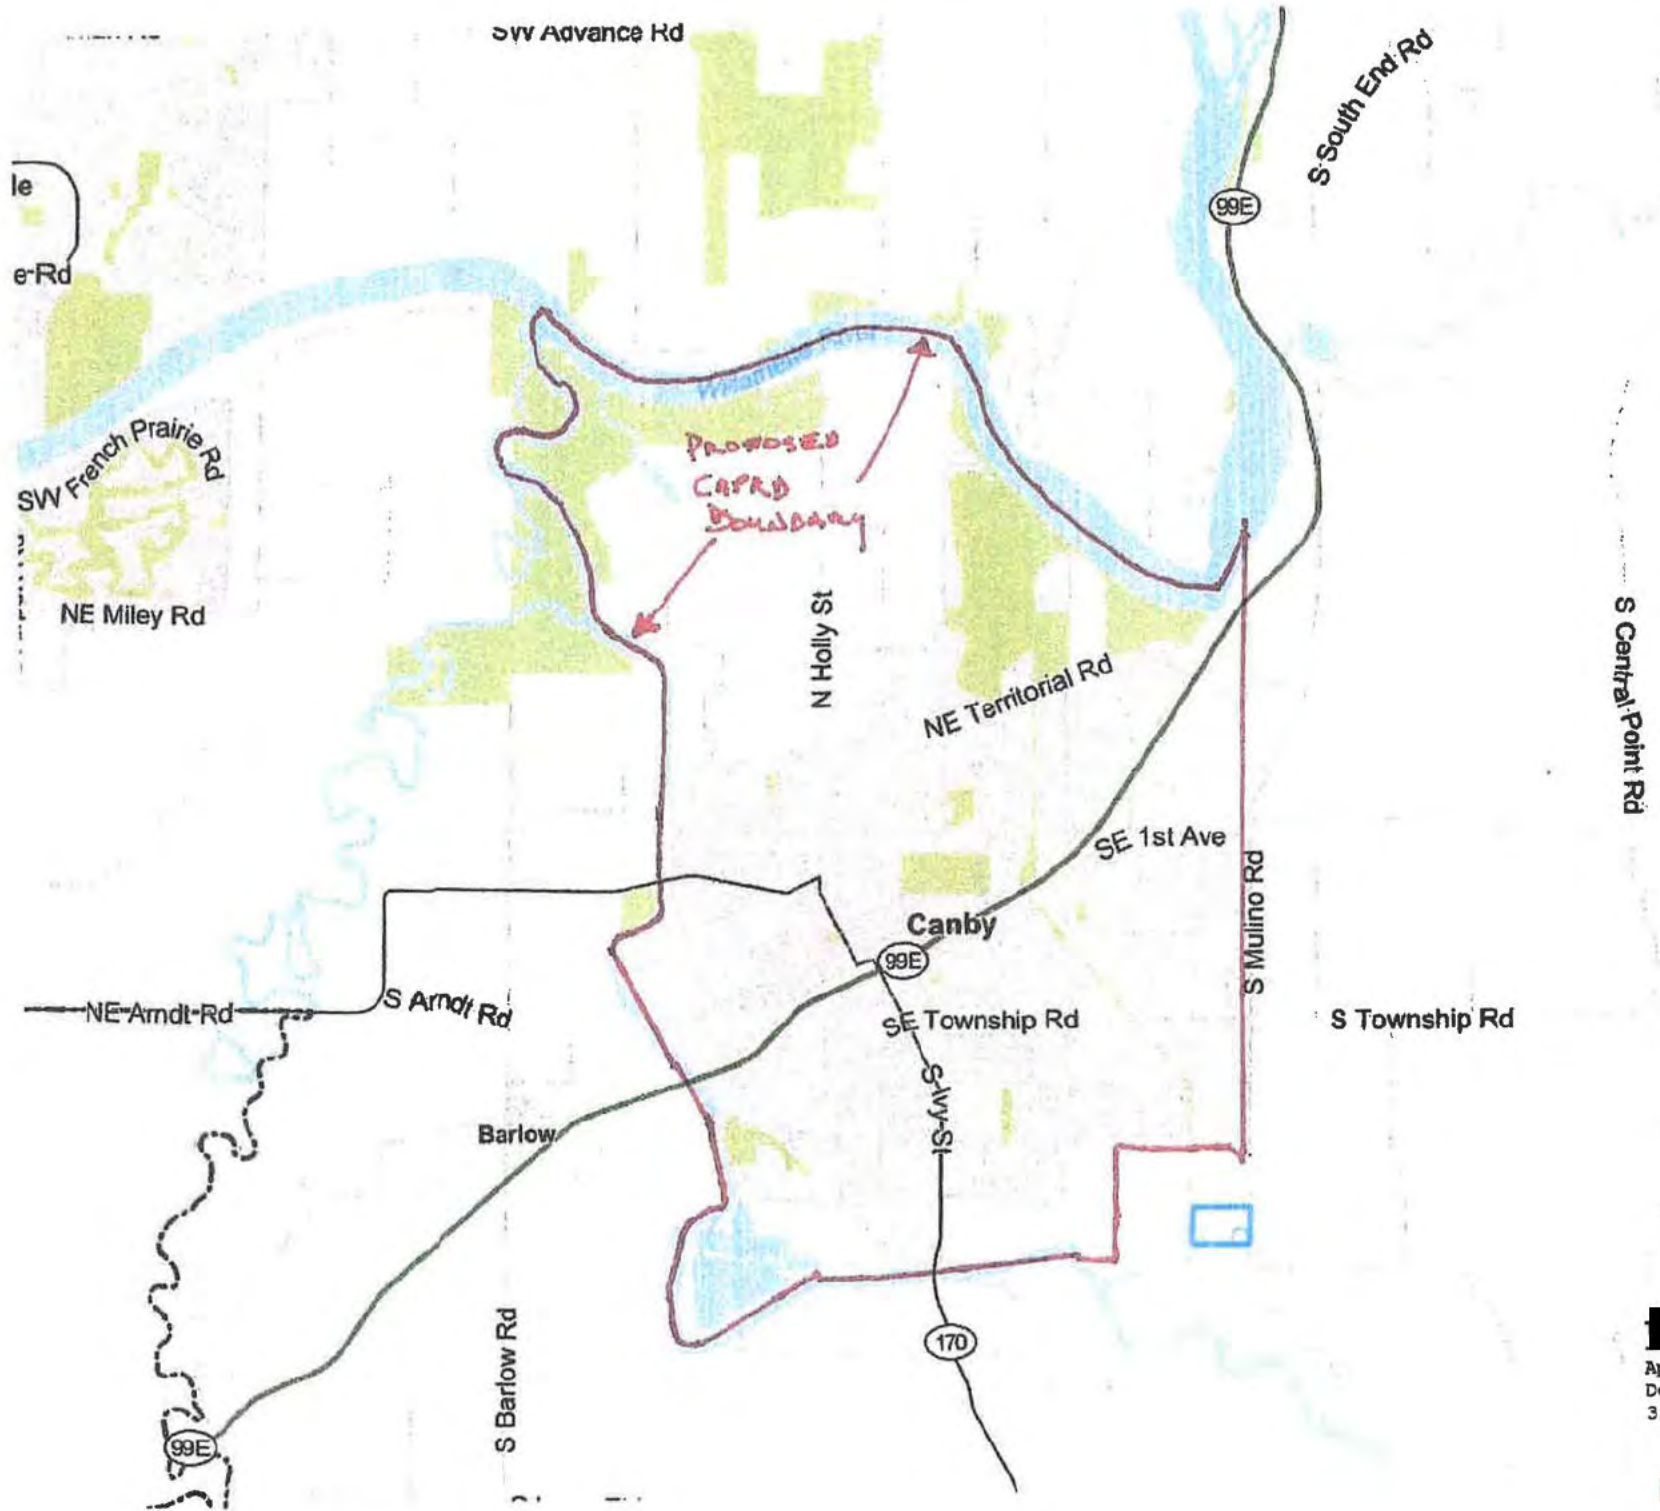 SW Advance Rd
S South End Rd
le
99E
e Rd
Willamette River
SW French Prairie Rd
PROPOSED
CAPRD
BOUNDARY
NE Miley Rd
N Holly St
S Central Point Rd
NE Territorial Rd
SE 1st Ave
S Mulino Rd
Canby
99E
NE Arndt Rd
S Arndt Rd
SE Township Rd
S Township Rd
S Ivy St
Barlow
S Barlow Rd
170
99E